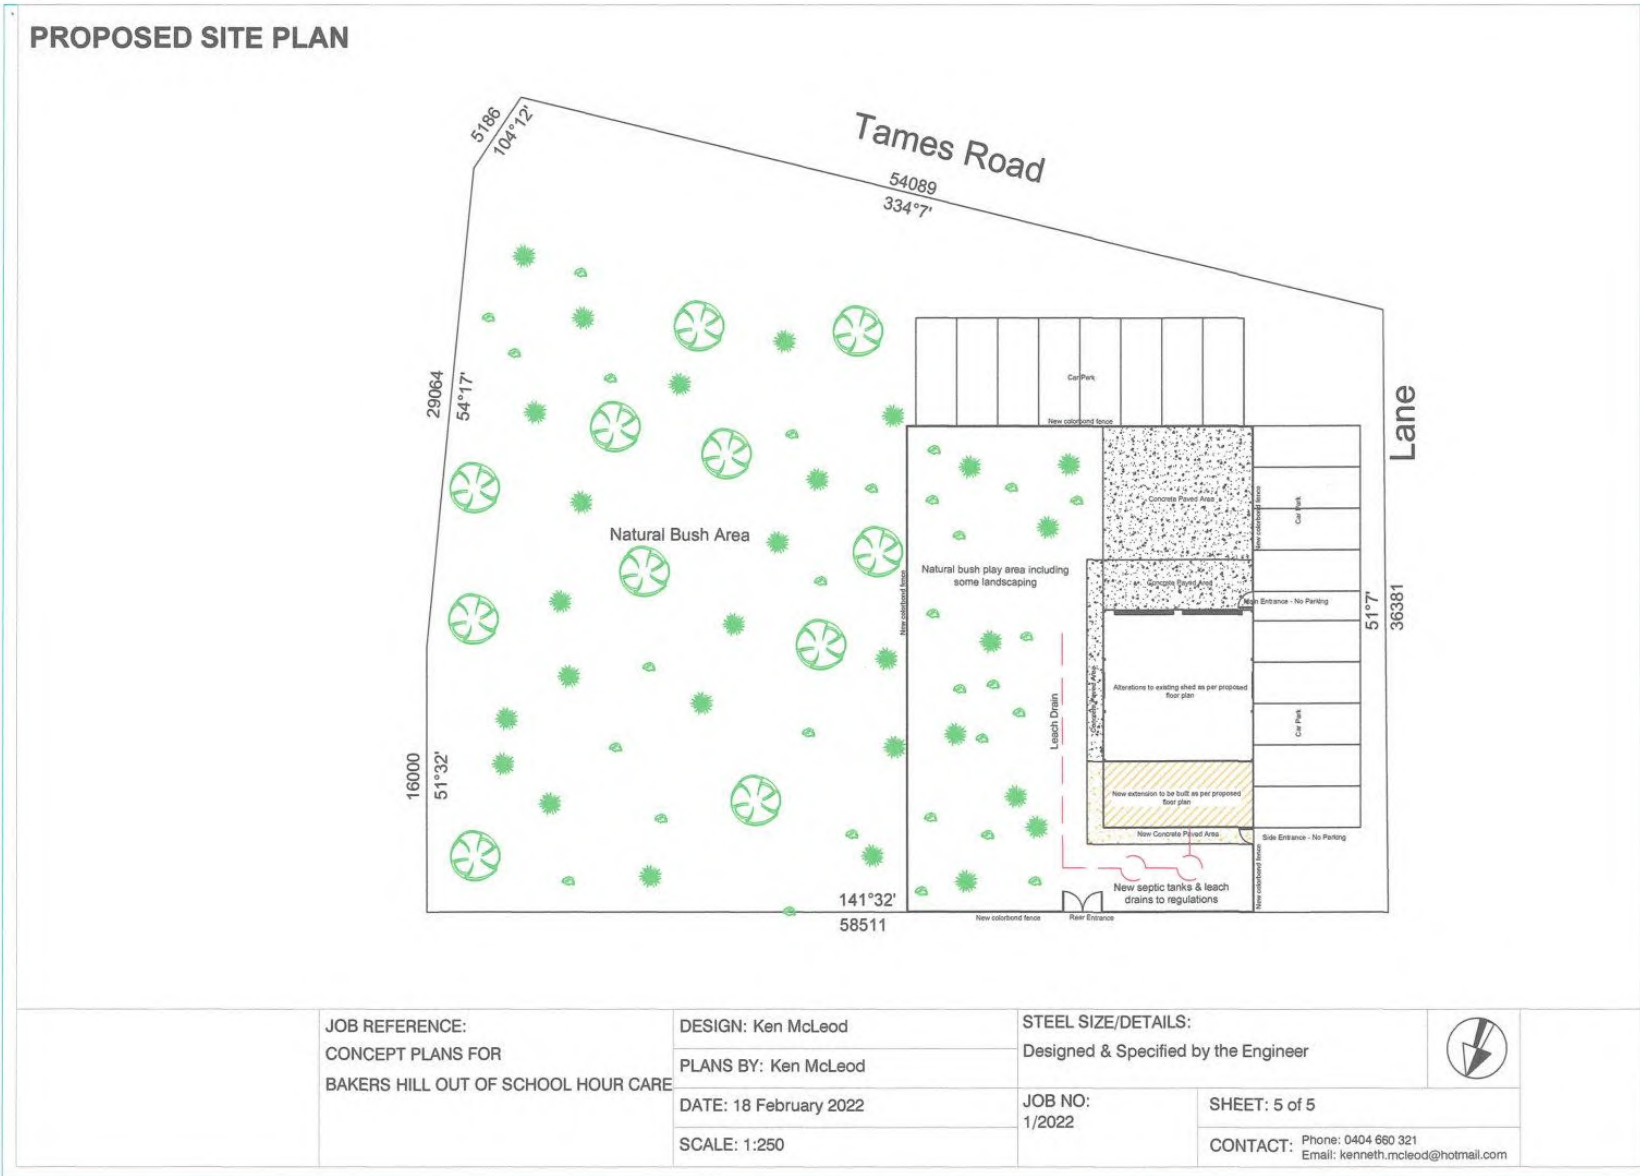 PROPOSED SITE PLAN
Tames Road
5186
104°12'
54089
334°7'
29064
54°17'
Lane
Car Park
New colorbond fence
Concrete Paved Area
New colorbond fence
Car Park
Natural Bush Area
Natural bush play area including
some landscaping
Concrete Paved Area
New colorbond fence
Main Entrance - No Parking
51°7'
36381
Concrete Paved Area
Alterations to existing shed as per proposed
floor plan
Leach Drain
Car Park
16000
51°32'
New extension to be built as per proposed
floor plan
New Concrete Paved Area
Side Entrance - No Parking
New colorbond fence
New septic tanks & leach
drains to regulations
141°32'
58511
New colorbond fence
Rear Entrance
JOB REFERENCE:
CONCEPT PLANS FOR
BAKERS HILL OUT OF SCHOOL HOUR CARE
DESIGN: Ken McLeod
PLANS BY: Ken McLeod
DATE: 18 February 2022
SCALE: 1:250
STEEL SIZE/DETAILS:
Designed & Specified by the Engineer
JOB NO:
1/2022
SHEET: 5 of 5
CONTACT:
Phone: 0404 660 321
Email: kenneth.mcleod@hotmail.com